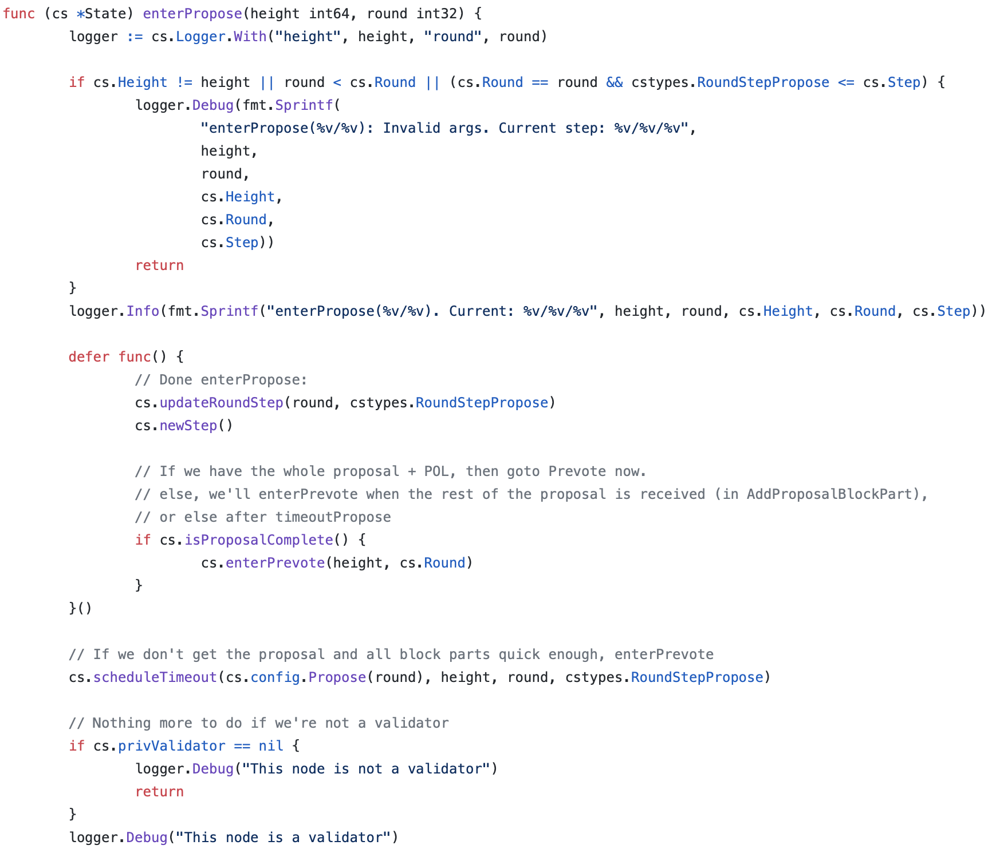 func (cs *State) enterPropose(height int64, round int32) {
        logger := cs.Logger.With("height", height, "round", round)

        if cs.Height != height || round < cs.Round || (cs.Round == round && cstypes.RoundStepPropose <= cs.Step) {
                logger.Debug(fmt.Sprintf(
                        "enterPropose(%v/%v): Invalid args. Current step: %v/%v/%v",
                        height,
                        round,
                        cs.Height,
                        cs.Round,
                        cs.Step))
                return
        }
        logger.Info(fmt.Sprintf("enterPropose(%v/%v). Current: %v/%v/%v", height, round, cs.Height, cs.Round, cs.Step))

        defer func() {
                // Done enterPropose:
                cs.updateRoundStep(round, cstypes.RoundStepPropose)
                cs.newStep()

                // If we have the whole proposal + POL, then goto Prevote now.
                // else, we'll enterPrevote when the rest of the proposal is received (in AddProposalBlockPart),
                // or else after timeoutPropose
                if cs.isProposalComplete() {
                        cs.enterPrevote(height, cs.Round)
                }
        }()

        // If we don't get the proposal and all block parts quick enough, enterPrevote
        cs.scheduleTimeout(cs.config.Propose(round), height, round, cstypes.RoundStepPropose)

        // Nothing more to do if we're not a validator
        if cs.privValidator == nil {
                logger.Debug("This node is not a validator")
                return
        }
        logger.Debug("This node is a validator")